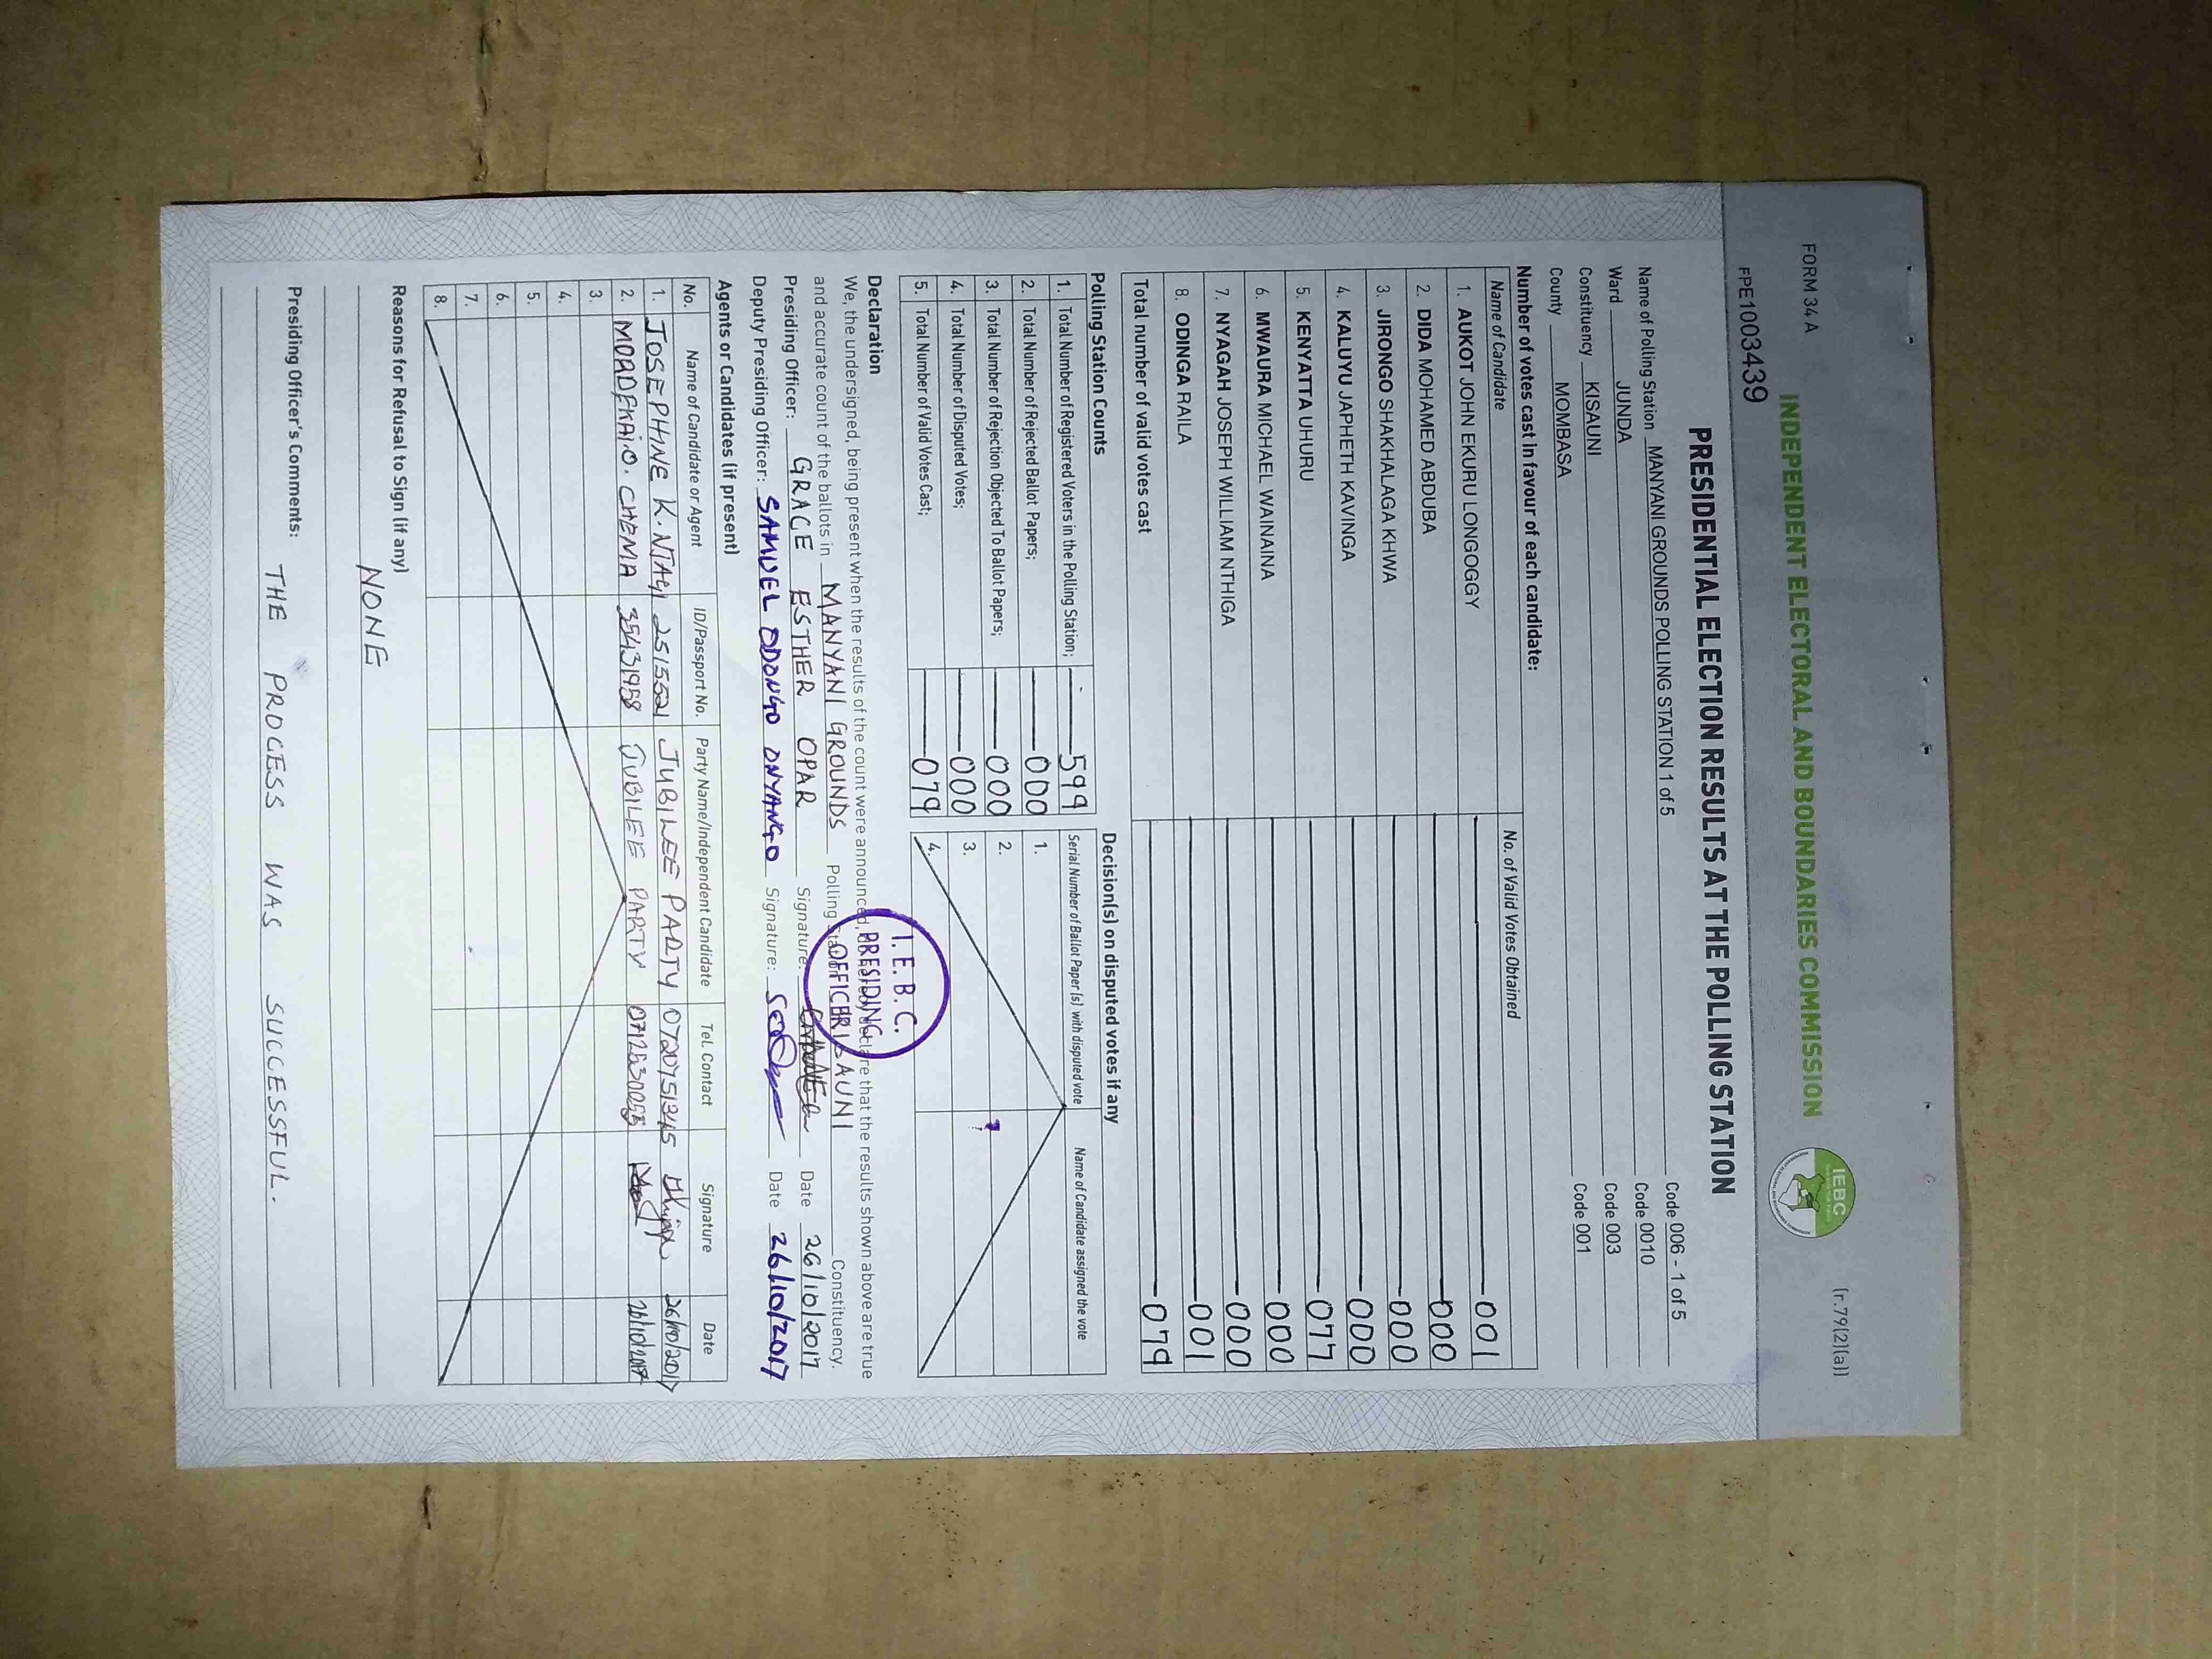 FORM 34 A
(r.79(2)(a))
INDEPENDENT ELECTORAL AND BOUNDARIES COMMISSION
IEBC
FPE1003439
PRESIDENTIAL ELECTION RESULTS AT THE POLLING STATION
Name of Polling Station MANYANI GROUNDS POLLING STATION 1 of 5 Code 006 - 1 of 5
Ward JUNDA Code 0010
Constituency KISAUNI Code 003
County MOMBASA Code 001
Number of votes cast in favour of each candidate:
Name of Candidate No. of Valid Votes Obtained
1. AUKOT JOHN EKURU LONGOGGY 001
2. DIDA MOHAMED ABDUBA 000
3. JIRONGO SHAKHALAGA KHWA 000
4. KALUYU JAPHETH KAVINGA 000
5. KENYATTA UHURU 077
6. MWAURA MICHAEL WAINAINA 000
7. NYAGAH JOSEPH WILLIAM NTHIGA 000
8. ODINGA RAILA 001
Total number of valid votes cast 079
Polling Station Counts
1. Total Number of Registered Voters in the Polling Station; 599
2. Total Number of Rejected Ballot Papers; 000
3. Total Number of Rejection Objected To Ballot Papers; 000
4. Total Number of Disputed Votes; 000
5. Total Number of Valid Votes Cast; 079
Decision(s) on disputed votes if any
Serial Number of Ballot Paper (s) with disputed vote Name of Candidate assigned the vote
1.
2.
3.
4.
Declaration
We, the undersigned, being present when the results of the count were announced, do hereby declare that the results shown above are true
and accurate count of the ballots in MANYANI GROUNDS Polling Station KISAUNI Constituency.
Presiding Officer: GRACE ESTHER OPAR Signature: Date 26/10/2017
Deputy Presiding Officer: SAMUEL ODONGO ONYANGO Signature: Date 26/10/2017
I.E.B.C.
PRESIDING
OFFICER
Agents or Candidates (if present)
No. Name of Candidate or Agent ID/Passport No. Party Name/Independent Candidate Tel. Contact Signature Date
1. JOSEPHINE K. 25155521 JUBILEE PARTY 0720751345 26/10/2017
2. CHEMA JUBILEE PARTY 26/10/2017
3.
4.
5.
6.
7.
8.
Reasons for Refusal to Sign (if any)
NONE
Presiding Officer's Comments:
THE PROCESS WAS SUCCESSFUL.